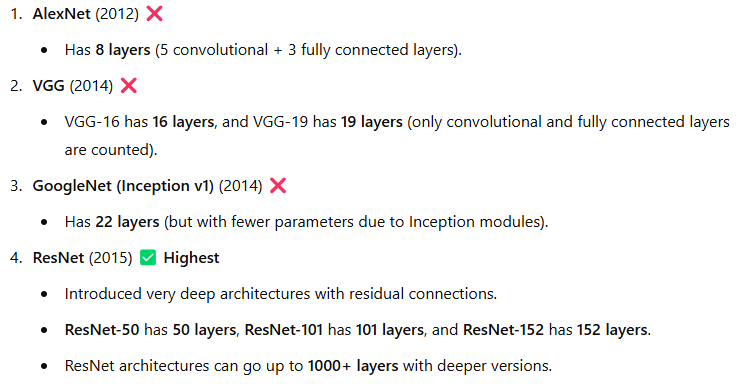 1. AlexNet (2012) ❌
• Has 8 layers (5 convolutional + 3 fully connected layers).
2. VGG (2014) ❌
• VGG-16 has 16 layers, and VGG-19 has 19 layers (only convolutional and fully connected layers
are counted).
3. GoogleNet (Inception v1) (2014) ❌
• Has 22 layers (but with fewer parameters due to Inception modules).
4. ResNet (2015) ✅ Highest
• Introduced very deep architectures with residual connections.
• ResNet-50 has 50 layers, ResNet-101 has 101 layers, and ResNet-152 has 152 layers.
• ResNet architectures can go up to 1000+ layers with deeper versions.